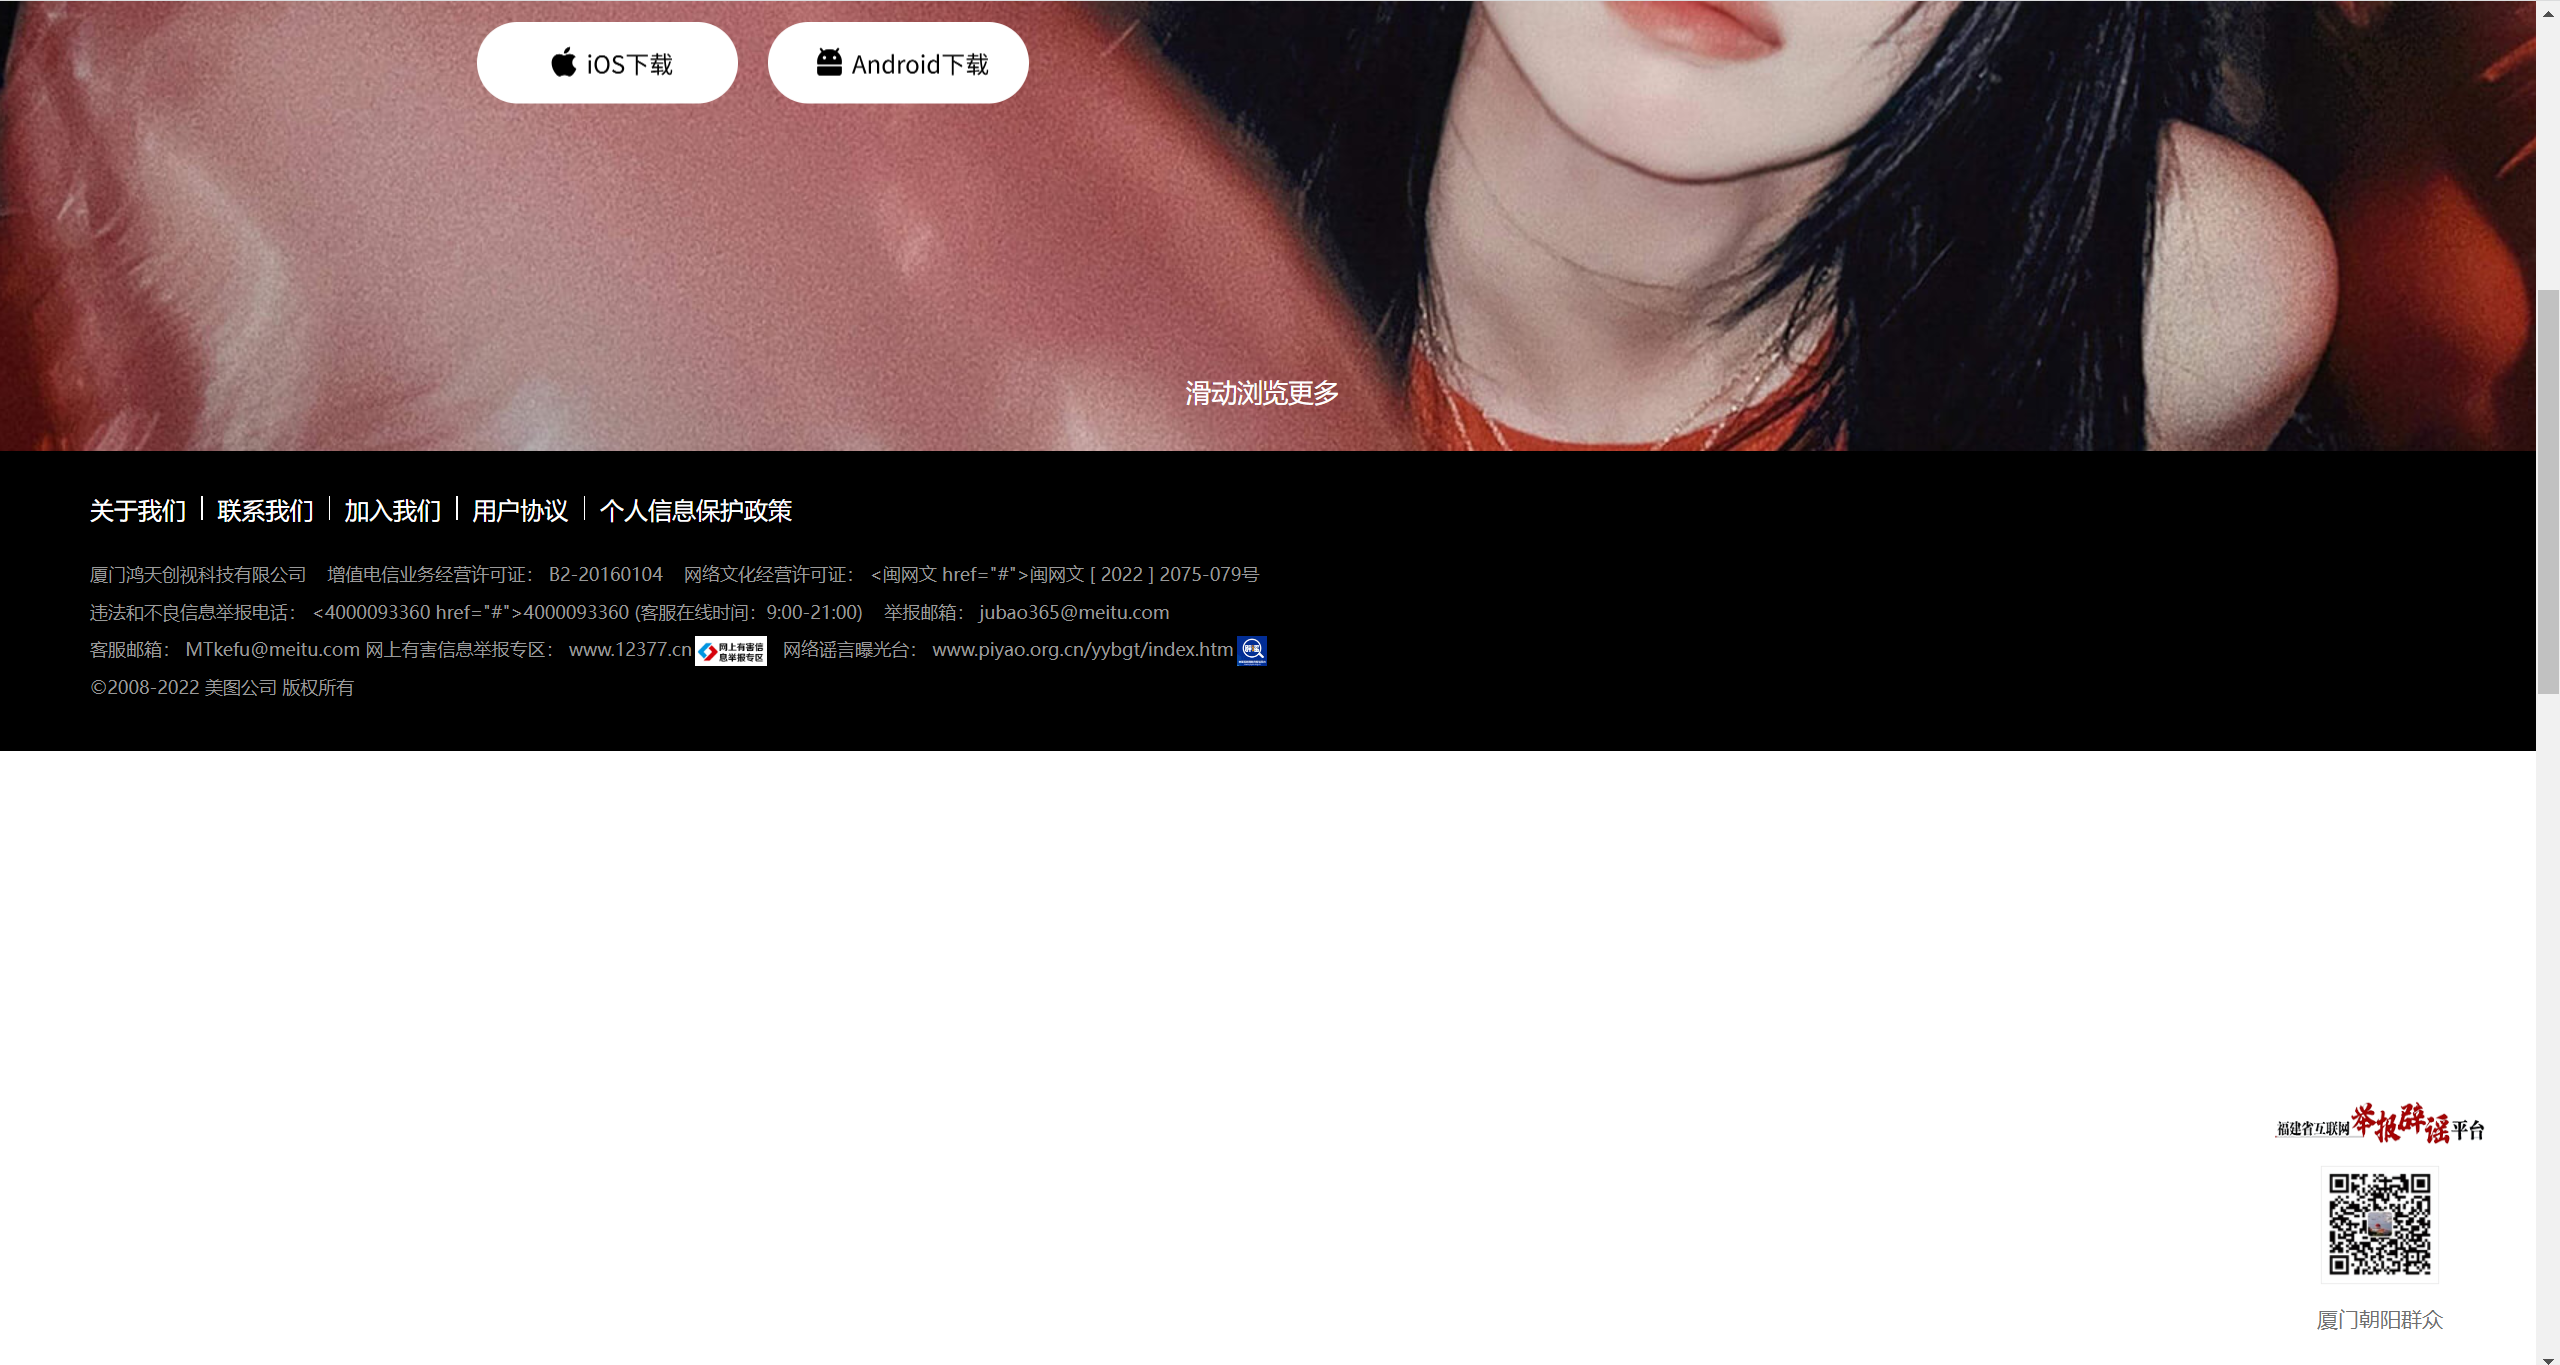 iOS下载 Android下载
滑动浏览更多
关于我们 | 联系我们 | 加入我们 | 用户协议 | 个人信息保护政策
厦门鸿天创视科技有限公司 增值电信业务经营许可证： B2-20160104 网络文化经营许可证： <闽网文 href="#">闽网文 [ 2022 ] 2075-079号
违法和不良信息举报电话： <4000093360 href="#">4000093360 (客服在线时间：9:00-21:00) 举报邮箱： jubao365@meitu.com
客服邮箱： MTkefu@meitu.com 网上有害信息举报专区： www.12377.cn 网上有害信息举报专区 网络谣言曝光台： www.piyao.org.cn/yybgt/index.htm 辟谣
©2008-2022 美图公司 版权所有
福建省互联网举报辟谣平台
厦门朝阳群众